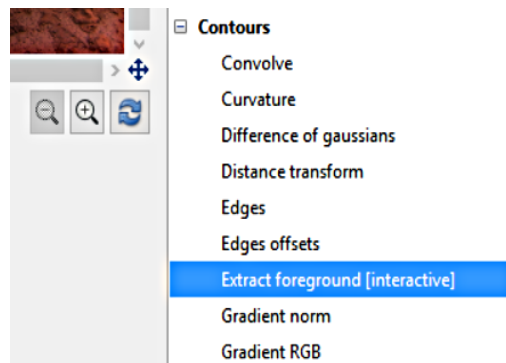 Contours
Convolve
Curvature
Difference of gaussians
Distance transform
Edges
Edges offsets
Extract foreground [interactive]
Gradient norm
Gradient RGB